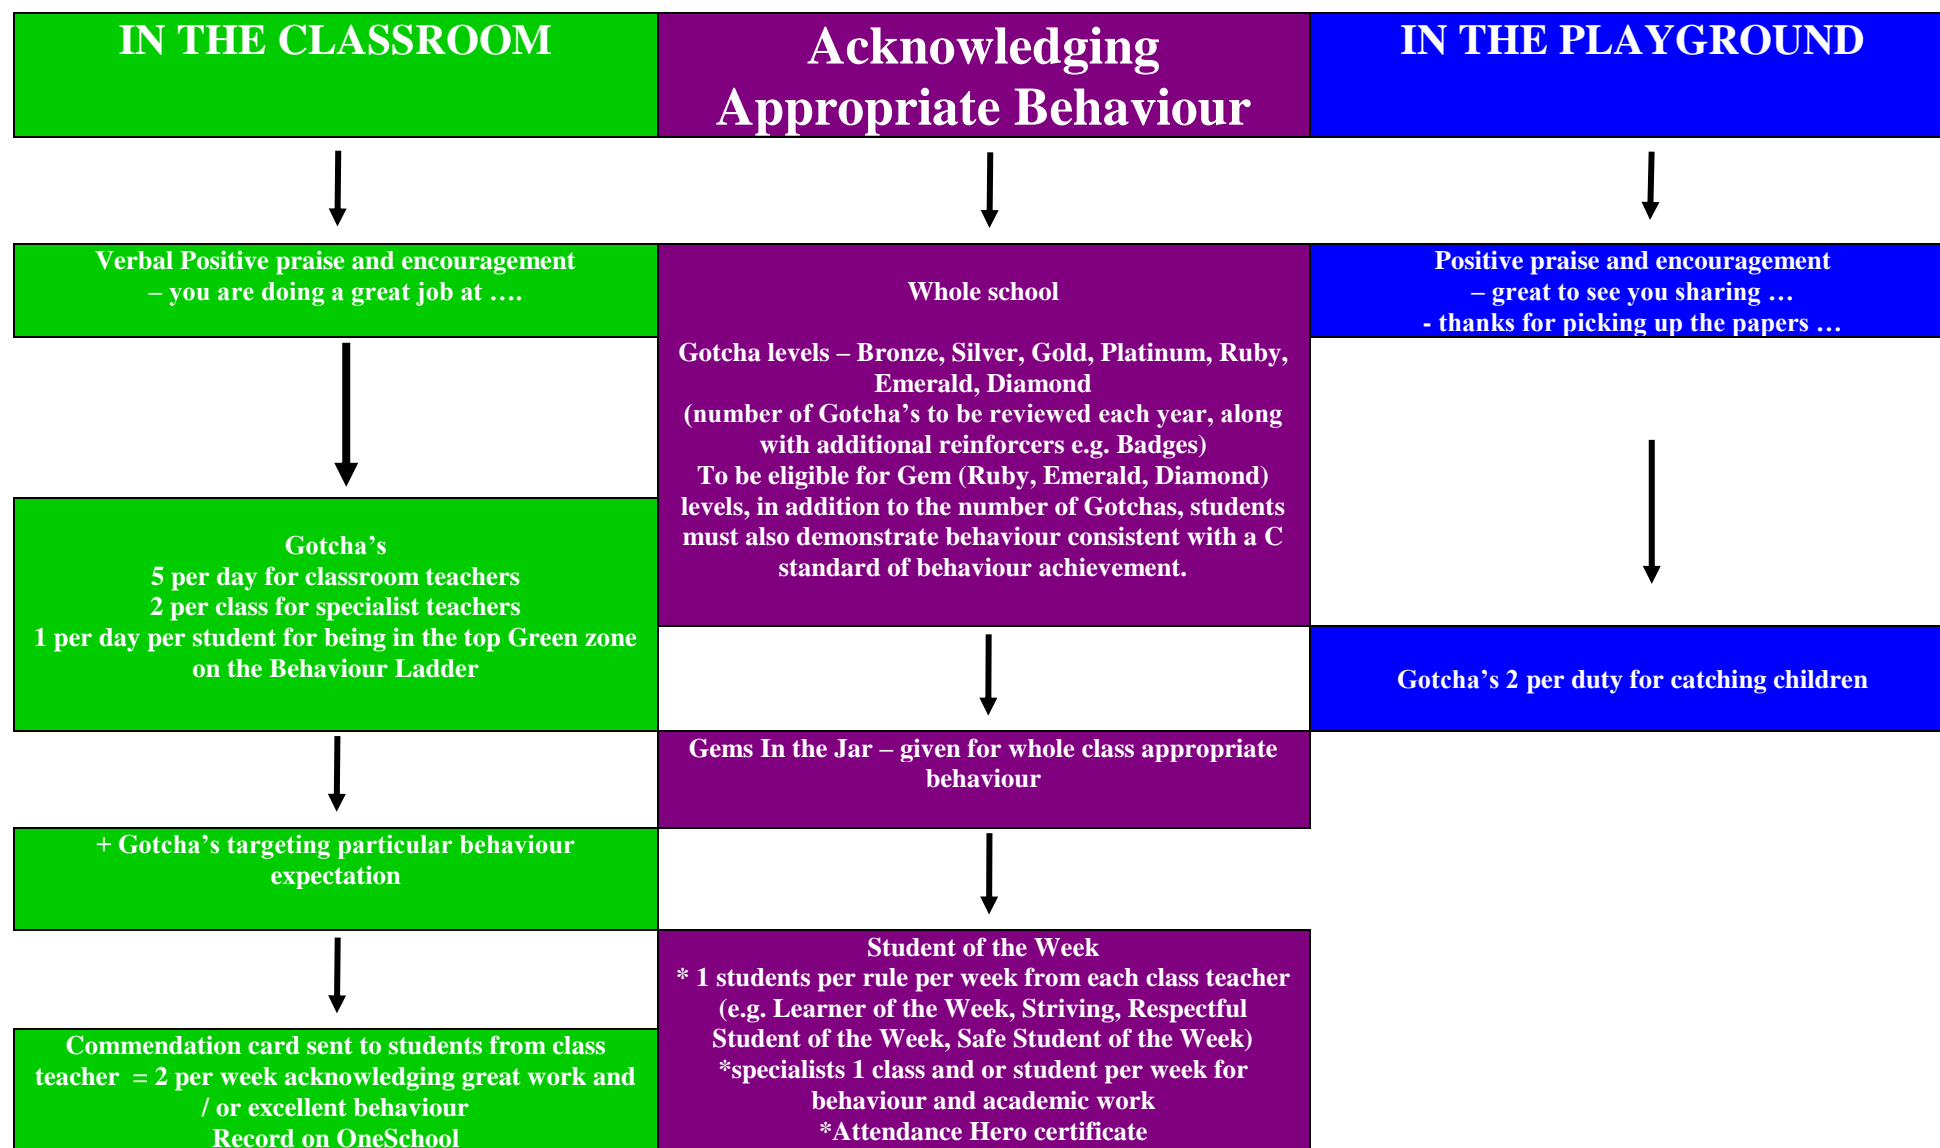 IN THE CLASSROOM
Acknowledging
Appropriate Behaviour
IN THE PLAYGROUND
Verbal Positive praise and encouragement
– you are doing a great job at ….
Gotcha’s
5 per day for classroom teachers
2 per class for specialist teachers
1 per day per student for being in the top Green zone
on the Behaviour Ladder
+ Gotcha’s targeting particular behaviour
expectation
Commendation card sent to students from class
teacher = 2 per week acknowledging great work and
/ or excellent behaviour
Record on OneSchool
Whole school
Gotcha levels – Bronze, Silver, Gold, Platinum, Ruby,
Emerald, Diamond
(number of Gotcha’s to be reviewed each year, along
with additional reinforcers e.g. Badges)
To be eligible for Gem (Ruby, Emerald, Diamond)
levels, in addition to the number of Gotchas, students
must also demonstrate behaviour consistent with a C
standard of behaviour achievement.
Gems In the Jar – given for whole class appropriate
behaviour
Student of the Week
* 1 students per rule per week from each class teacher
(e.g. Learner of the Week, Striving, Respectful
Student of the Week, Safe Student of the Week)
*specialists 1 class and or student per week for
behaviour and academic work
*Attendance Hero certificate
Positive praise and encouragement
– great to see you sharing …
- thanks for picking up the papers …
Gotcha’s 2 per duty for catching children